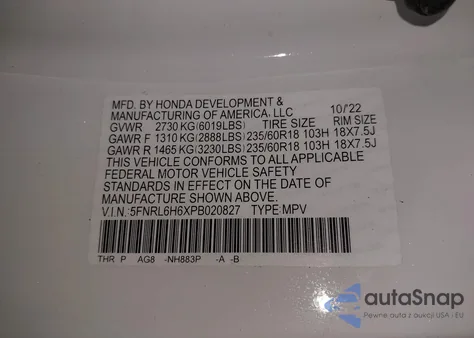 MFD. BY HONDA DEVELOPMENT &
MANUFACTURING OF AMERICA, LLC 10/'22
GVWR 2730 KG(6019LBS) TIRE SIZE RIM SIZE
GAWR F 1310 KG(2888LBS) 235/60R18 103H 18X7.5J
GAWR R 1465 KG(3230LBS) 235/60R18 103H 18X7.5J
THIS VEHICLE CONFORMS TO ALL APPLICABLE
FEDERAL MOTOR VEHICLE SAFETY
STANDARDS IN EFFECT ON THE DATE OF
MANUFACTURE SHOWN ABOVE.
V.I.N.:5FNRL6H6XPB020827 TYPE:MPV
THR P AG8 -NH883P -A -B
autaSnap
Pewne auta z aukcji USA - EU